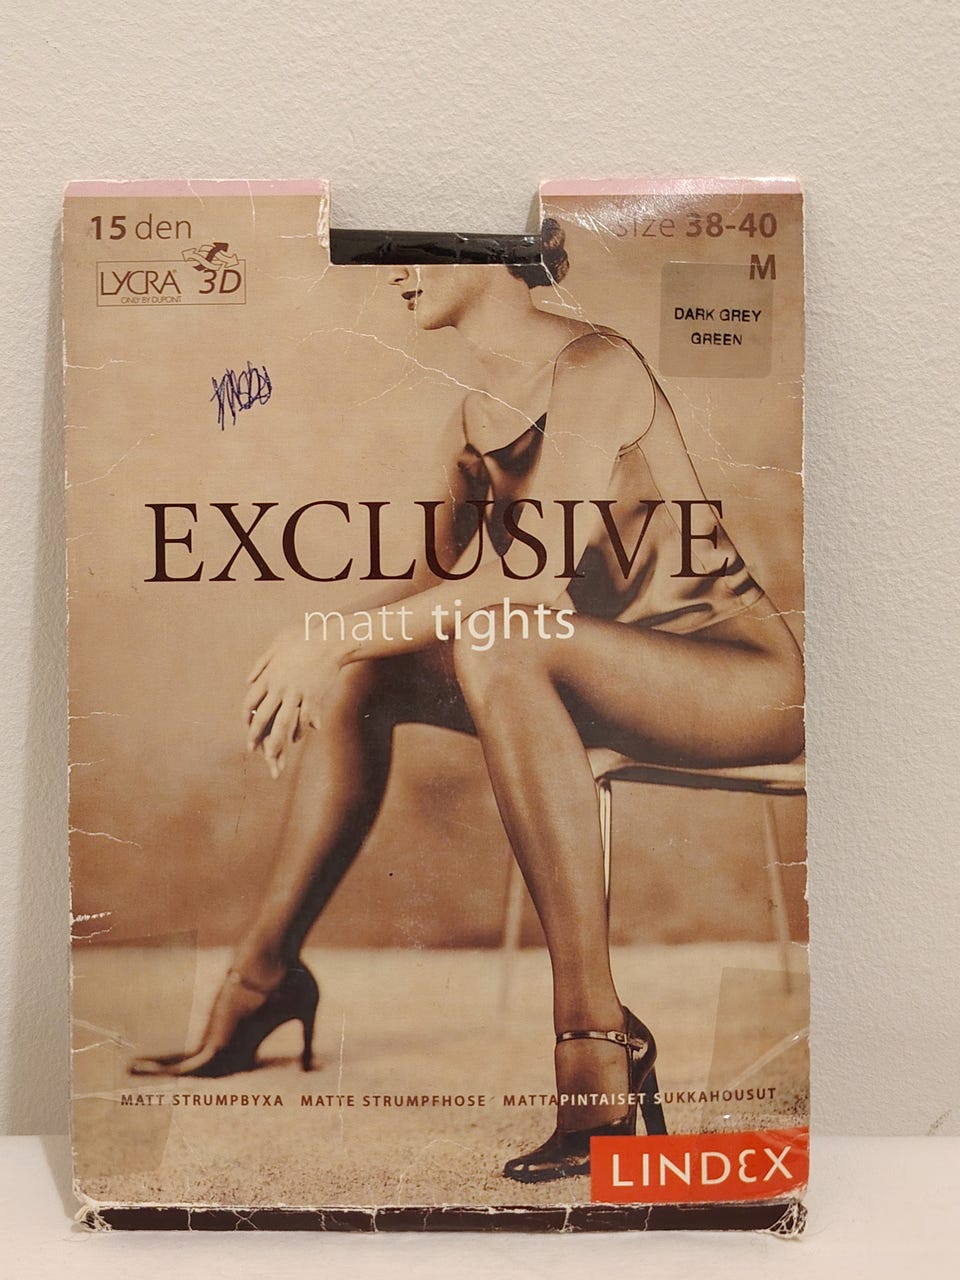 15 den
size 38-40
M
LYCRA® 3D
ONLY BY DUPONT
DARK GREY
GREEN
EXCLUSIVE
matt tights
MATT STRUMPBYXA MATTE STRUMPFHOSE MATTAPINTAISET SUKKAHOUSUT
LINDEX